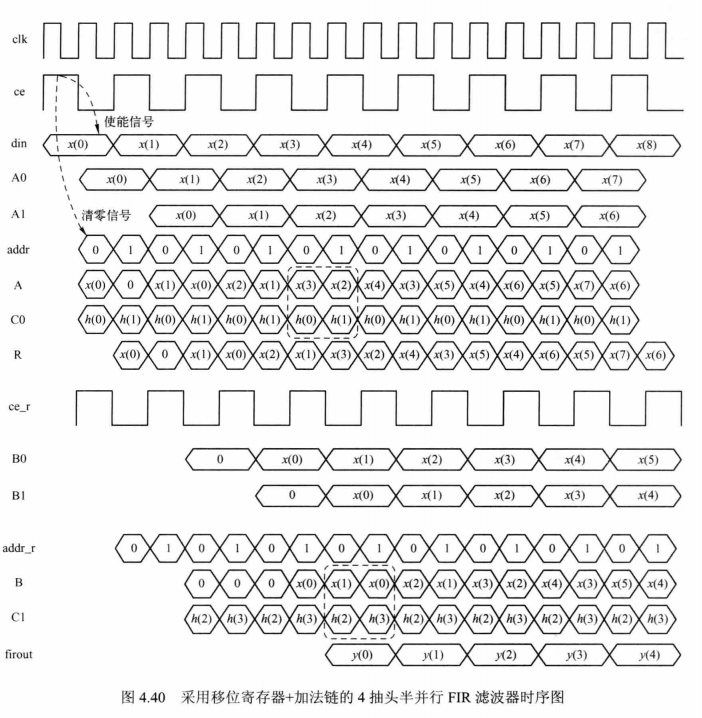 clk
ce
使能信号
din x(0) x(1) x(2) x(3) x(4) x(5) x(6) x(7) x(8)
A0 x(0) x(1) x(2) x(3) x(4) x(5) x(6) x(7)
A1 清零信号 x(0) x(1) x(2) x(3) x(4) x(5) x(6)
addr 0 1 0 1 0 1 0 1 0 1 0 1 0 1 0 1
A x(0) 0 x(1) x(0) x(2) x(1) x(3) x(2) x(4) x(3) x(5) x(4) x(6) x(5) x(7) x(6)
C0 h(0) h(1) h(0) h(1) h(0) h(1) h(0) h(1) h(0) h(1) h(0) h(1) h(0) h(1) h(0) h(1)
R x(0) 0 x(1) x(0) x(2) x(1) x(3) x(2) x(4) x(3) x(5) x(4) x(6) x(5) x(7) x(6)
ce_r
B0 0 x(0) x(1) x(2) x(3) x(4) x(5)
B1 0 x(0) x(1) x(2) x(3) x(4)
addr_r 0 1 0 1 0 1 0 1 0 1 0 1 0 1 0 1
B 0 0 0 x(0) x(1) x(0) x(2) x(1) x(3) x(2) x(4) x(3) x(5) x(4)
C1 h(2) h(3) h(2) h(3) h(2) h(3) h(2) h(3) h(2) h(3) h(2) h(3) h(2) h(3)
firout y(0) y(1) y(2) y(3) y(4)
图 4.40 采用移位寄存器+加法链的 4 抽头半并行 FIR 滤波器时序图